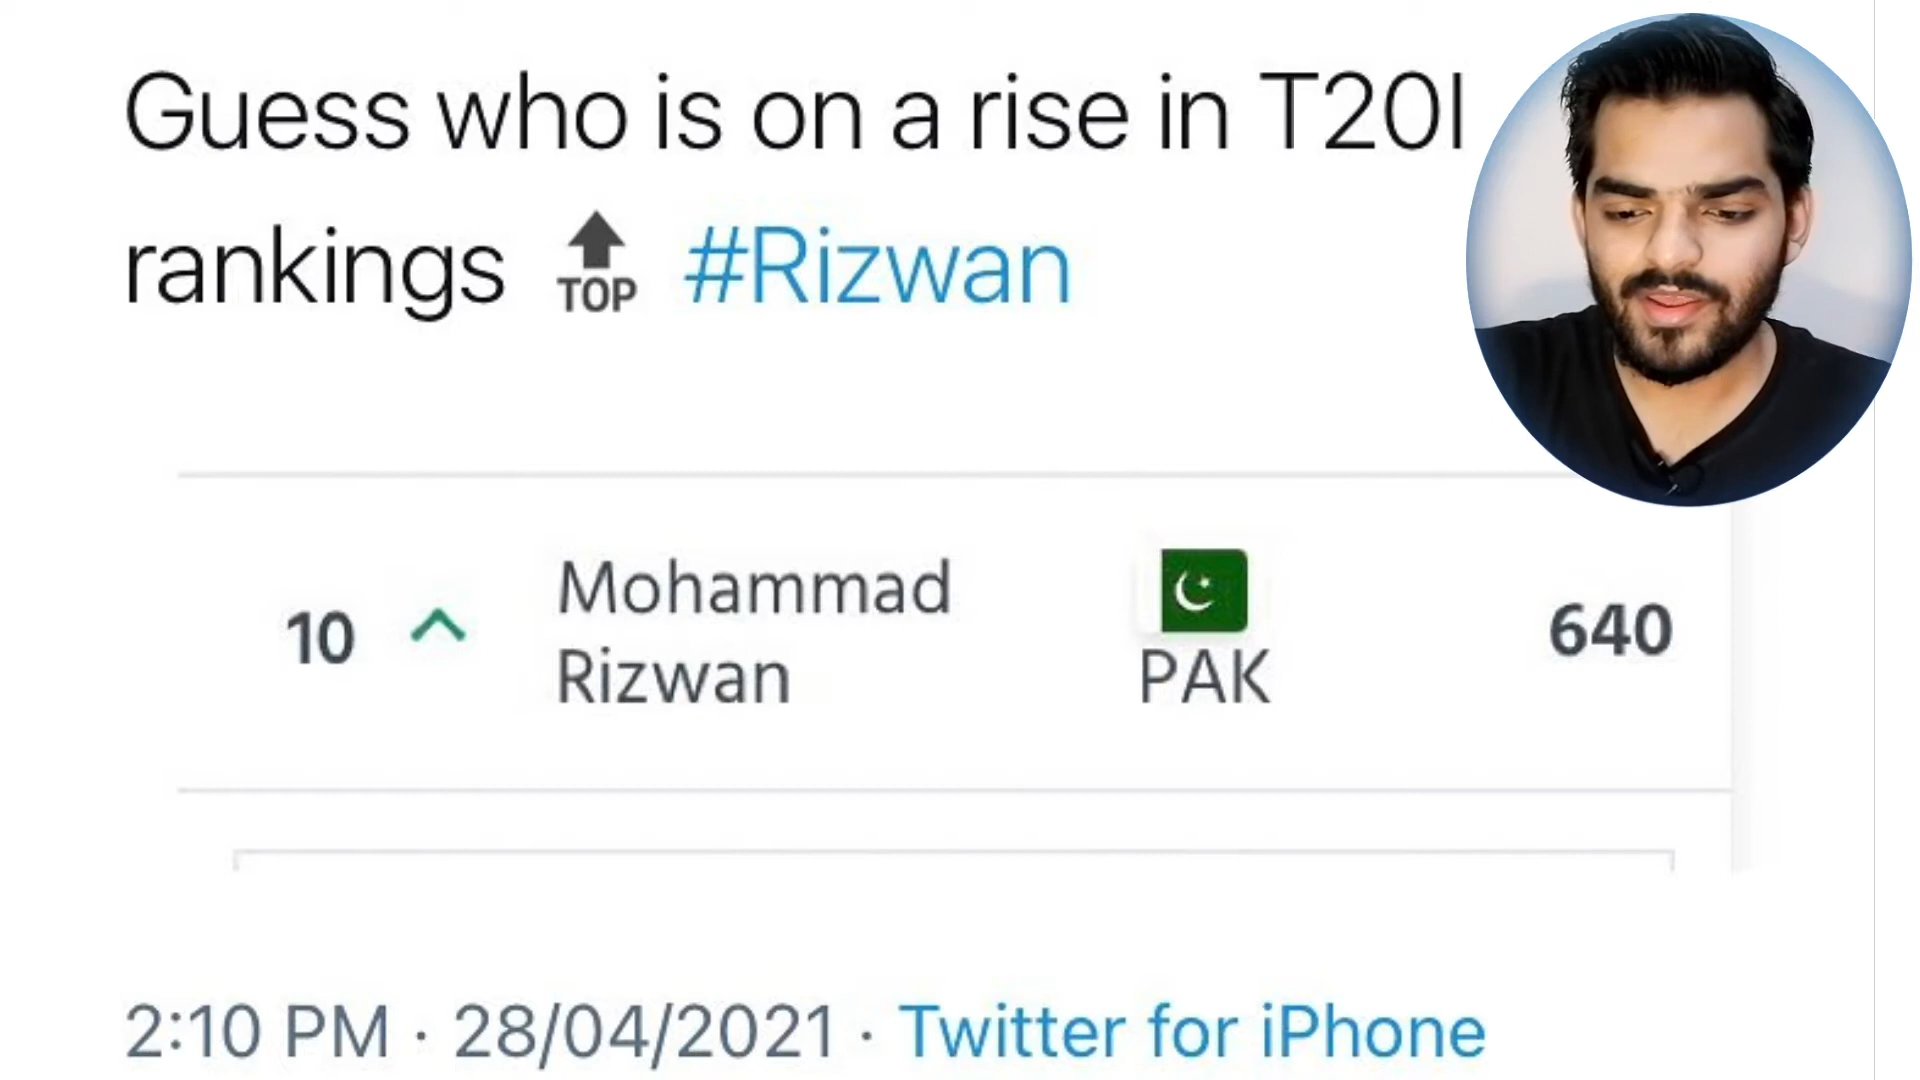 Guess who is on a rise in T20I
rankings 🔝 #Rizwan
10 Mohammad PAK 640
Rizwan
2:10 PM · 28/04/2021 · Twitter for iPhone